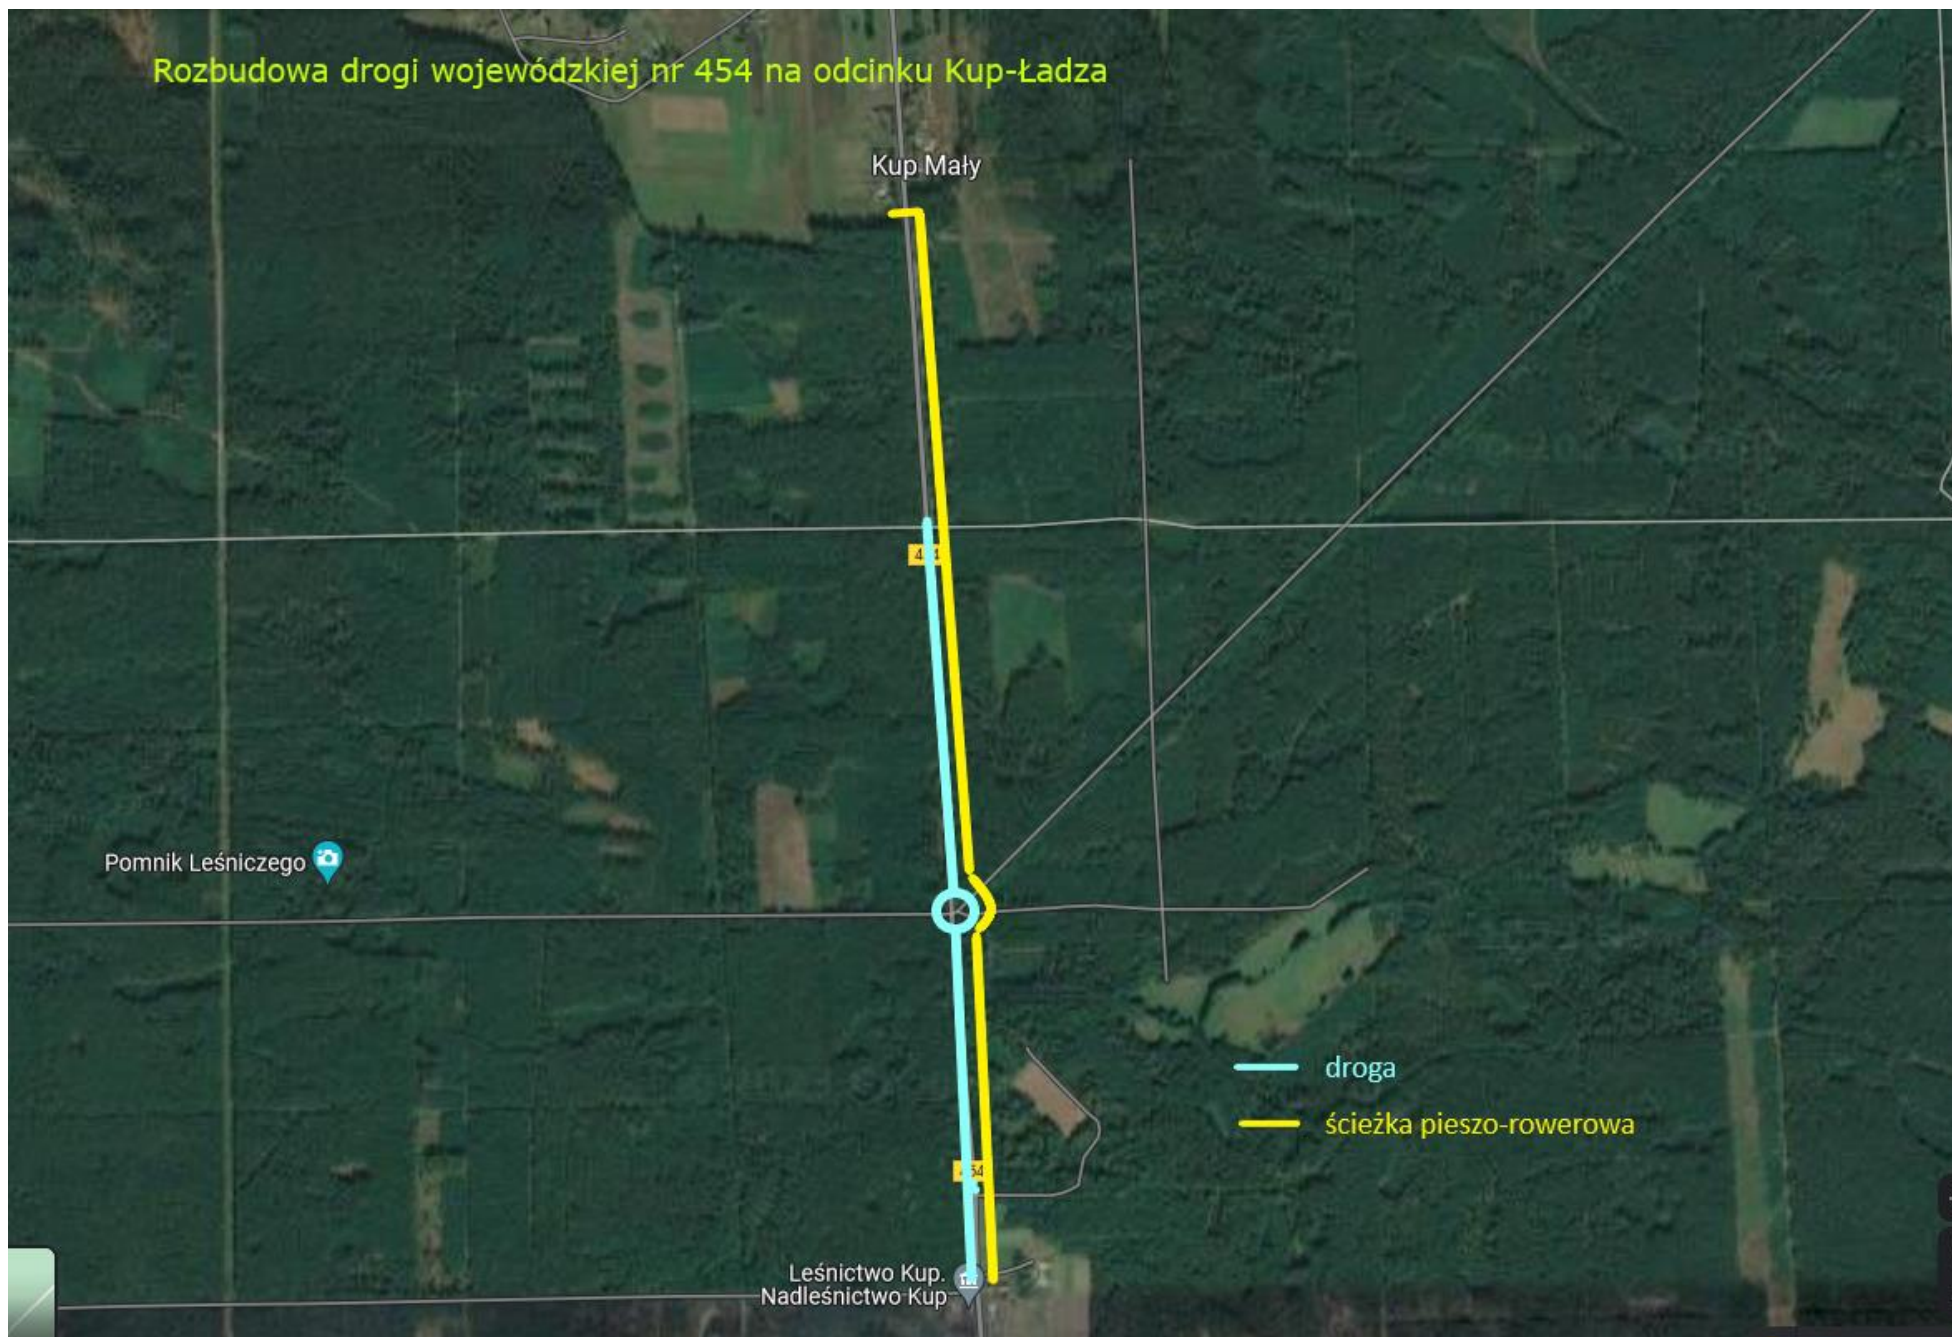 Rozbudowa drogi wojewódzkiej nr 454 na odcinku Kup-Ładza
Kup Mały
Pomnik Leśniczego
droga
ścieżka pieszo-rowerowa
Leśnictwo Kup.
Nadleśnictwo Kup